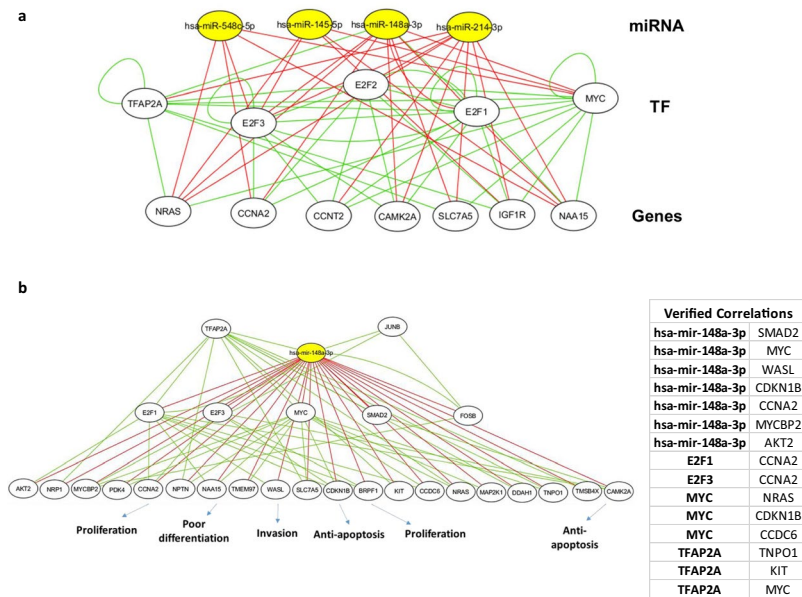 a
hsa-miR-548c-5p hsa-miR-145-5p hsa-miR-148a-3p hsa-miR-214-3p miRNA
TFAP2A E2F3 E2F2 E2F1 MYC TF
NRAS CCNA2 CCNT2 CAMK2A SLC7A5 IGF1R NAA15 Genes
b
TFAP2A JUNB
hsa-mir-148a-3p
E2F1 E2F3 MYC SMAD2 FOSB
AKT2 NRP1 MYCBP2 PDK4 CCNA2 NPTN NAA15 TMEM97 WASL SLC7A5 CDKN1B BRPF1 KIT CCDC6 NRAS MAP2K1 DDAH1 TNPO1 TMSB4X CAMK2A
Proliferation Poor differentiation Invasion Anti-apoptosis Proliferation Anti-apoptosis
Verified Correlations
hsa-mir-148a-3p SMAD2
hsa-mir-148a-3p MYC
hsa-mir-148a-3p WASL
hsa-mir-148a-3p CDKN1B
hsa-mir-148a-3p CCNA2
hsa-mir-148a-3p MYCBP2
hsa-mir-148a-3p AKT2
E2F1 CCNA2
E2F3 CCNA2
MYC NRAS
MYC CDKN1B
MYC CCDC6
TFAP2A TNPO1
TFAP2A KIT
TFAP2A MYC